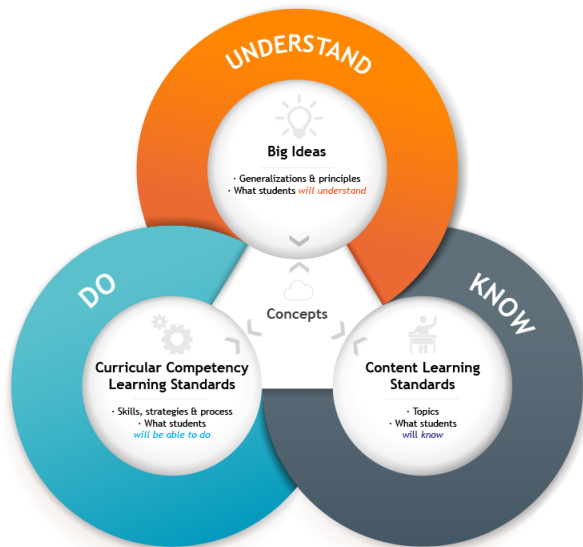 UNDERSTAND
Big Ideas
· Generalizations & principles
· What students will understand
DO
KNOW
Concepts
Curricular Competency
Learning Standards
· Skills, strategies & process
· What students
will be able to do
Content Learning
Standards
· Topics
· What students
will know